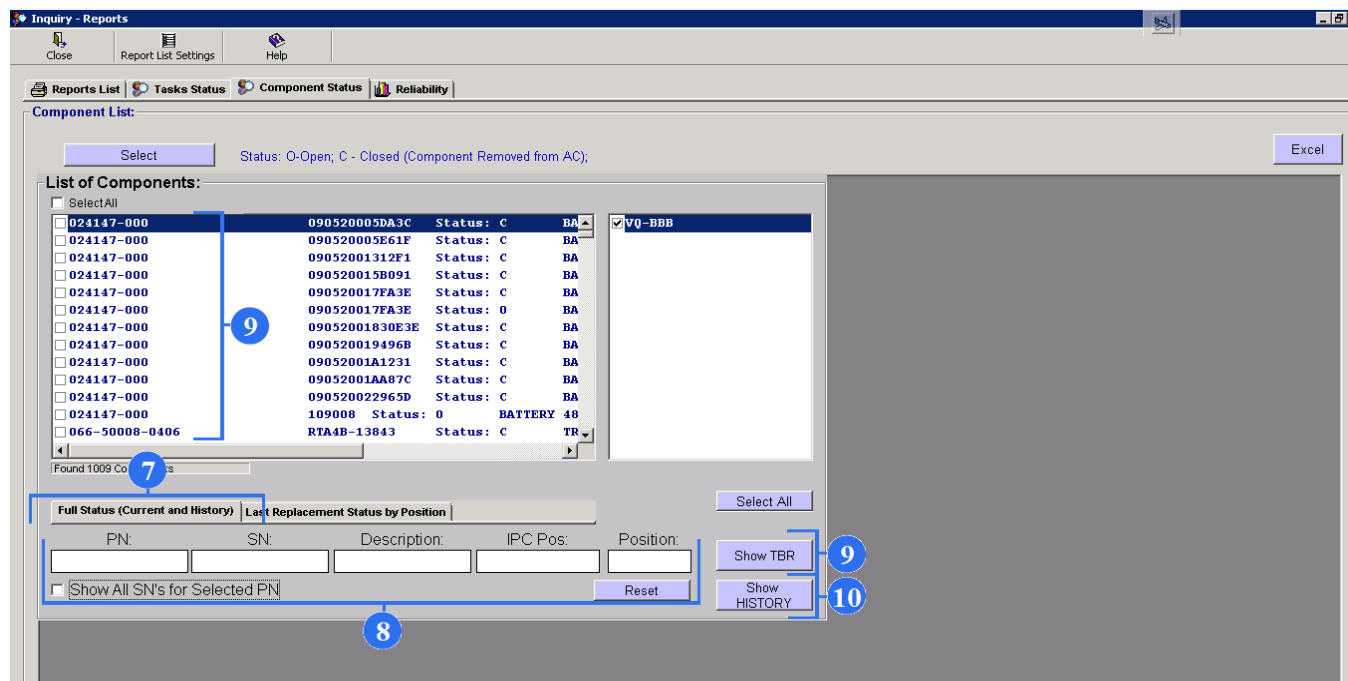 Inquiry - Reports
Close Report List Settings Help
Reports List Tasks Status Component Status Reliability
Component List:
Select Status: O-Open; C - Closed (Component Removed from AC); Excel
List of Components:
SelectAll
024147-000 090520005DA3C Status: C BA VQ-BBB
024147-000 090520005E61F Status: C BA
024147-000 09052001312F1 Status: C BA
024147-000 090520015B091 Status: C BA
024147-000 090520017FA3E Status: C BA
024147-000 090520017FA3E Status: O BA
024147-000 09052001830E3E Status: C BA
9
024147-000 090520019496B Status: C BA
024147-000 09052001A1231 Status: C BA
024147-000 09052001AA87C Status: C BA
024147-000 090520022965D Status: C BA
024147-000 109008 Status: O BATTERY 48
066-50008-0406 RTA4B-13843 Status: C TR
Found 1009 Co s
7
Select All
Full Status (Current and History) Last Replacement Status by Position
PN: SN: Description: IPC Pos: Position:
Show TBR 9
Show All SN's for Selected PN Reset Show HISTORY 10
8